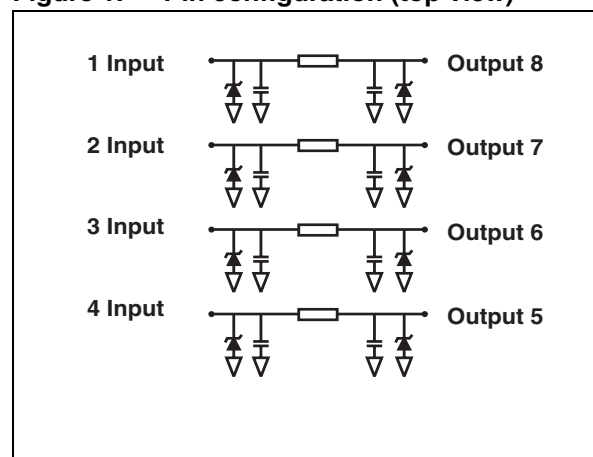 Figure 1. Pin configuration (top view)
1 Input Output 8
2 Input Output 7
3 Input Output 6
4 Input Output 5